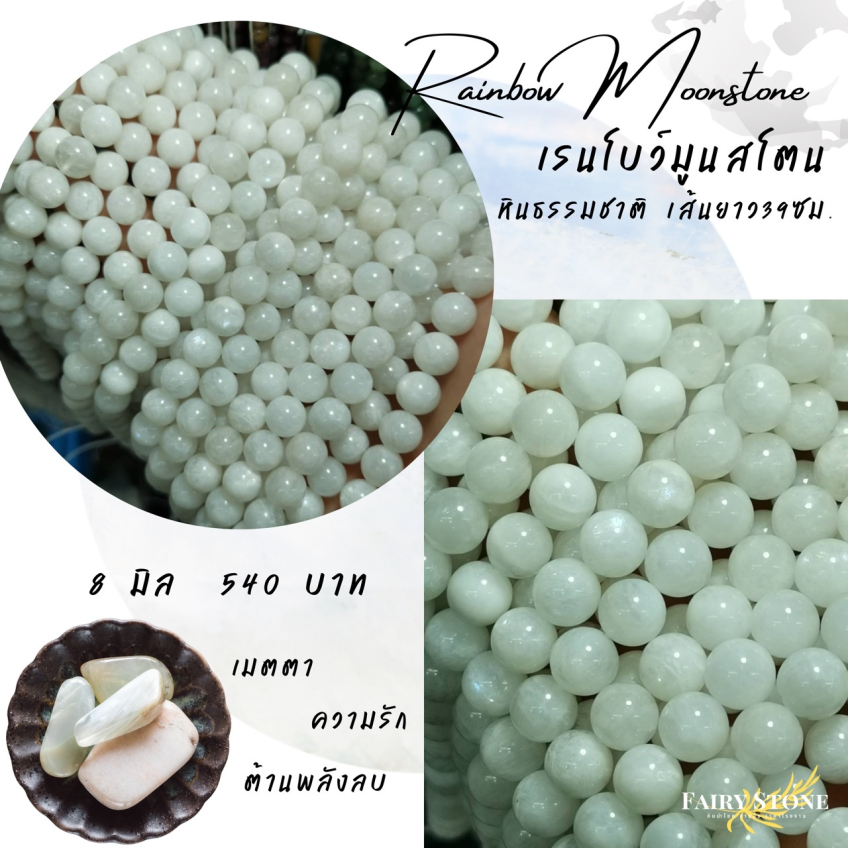 Rainbow Moonstone
เรนโบว์มูนสโตน
หินธรรมชาติ เส้นยาว39ซม.
8 มิล 540 บาท
เมตตา
ความรัก
ต้านพลังลบ
FAIRY STONE